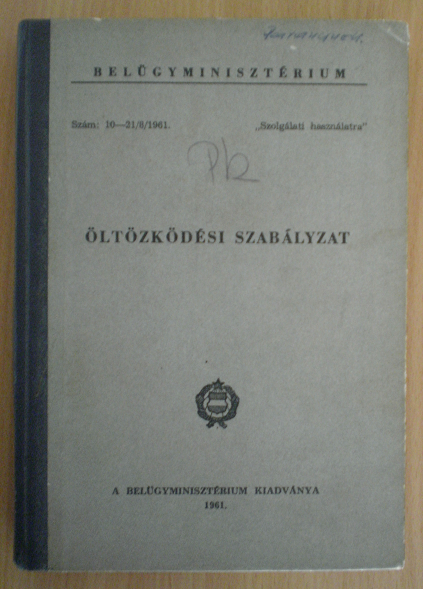 BELÜGYMINISZTÉRIUM
Szám: 10—21/8/1961. „Szolgálati használatra"
ÖLTÖZKÖDÉSI SZABÁLYZAT
A BELÜGYMINISZTÉRIUM KIADVÁNYA
1961.